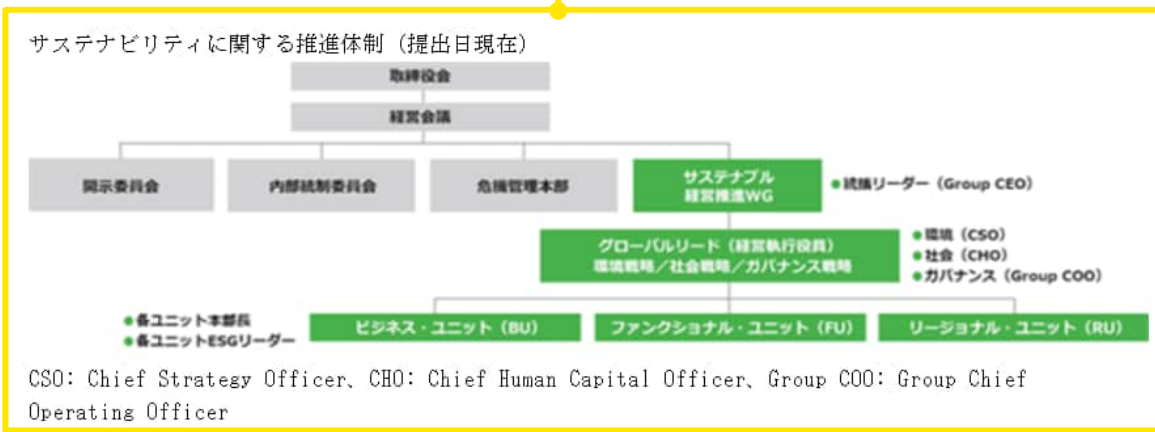 サステナビリティに関する推進体制（提出日現在）
取締役会
経営会議
開示委員会
内部統制委員会
危機管理本部
サステナブル
経営推進WG
●統括リーダー（Group CEO）
グローバルリード（経営執行役員）
環境戦略／社会戦略／ガバナンス戦略
●環境（CSO）
●社会（CHO）
●ガバナンス（Group COO）
●各ユニット本部長
●各ユニットESGリーダー
ビジネス・ユニット（BU）
ファンクショナル・ユニット（FU）
リージョナル・ユニット（RU）
CSO: Chief Strategy Officer、CHO: Chief Human Capital Officer、Group COO: Group Chief
Operating Officer